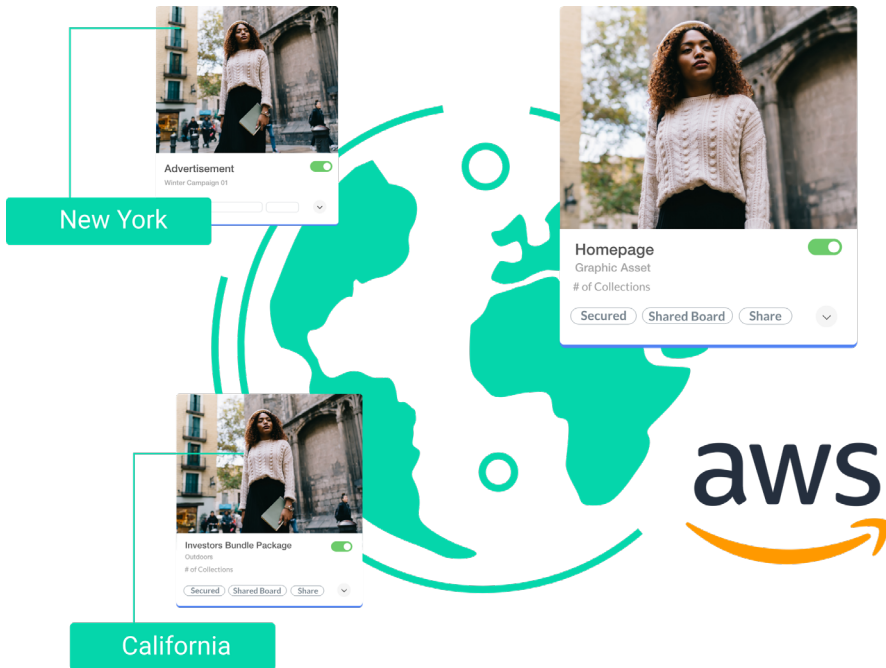 Advertisement
Winter Campaign 01
New York
Homepage
Graphic Asset
# of Collections
Secured Shared Board Share
aws
Investors Bundle Package
Outdoors
# of Collections
Secured Shared Board Share
California